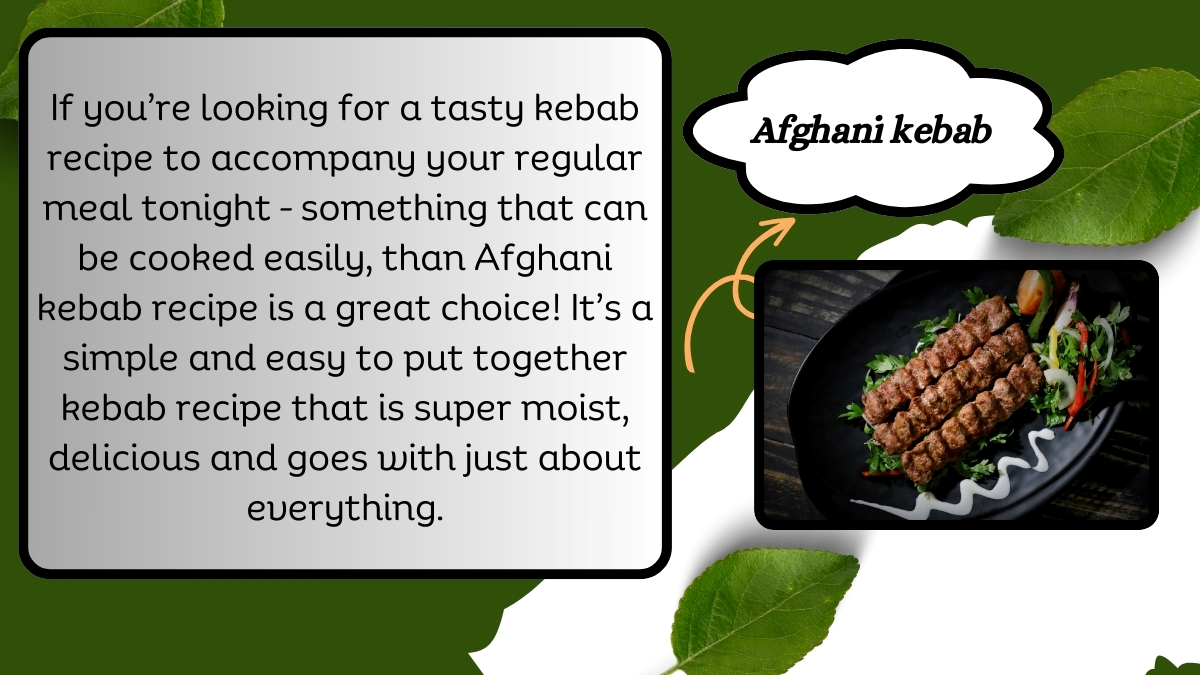 If you’re looking for a tasty kebab
recipe to accompany your regular
meal tonight - something that can
be cooked easily, than Afghani
kebab recipe is a great choice! It’s a
simple and easy to put together
kebab recipe that is super moist,
delicious and goes with just about
everything.
Afghani kebab